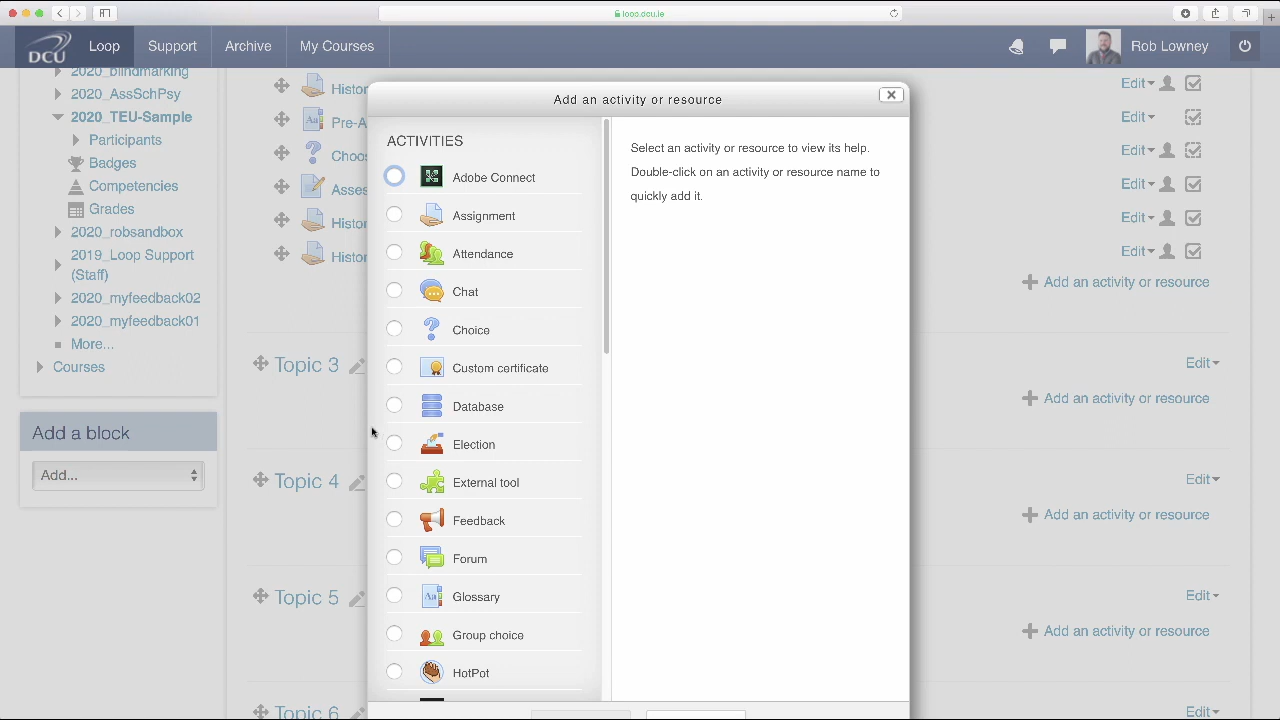 loop.dcu.ie
DCU
Loop
Support
Archive
My Courses
Rob Lowney
2020_blindmarking
2020_AssSchPsy
2020_TEU-Sample
Participants
Badges
Competencies
Grades
2020_robsandbox
2019_Loop Support
(Staff)
2020_myfeedback02
2020_myfeedback01
More...
Courses
Add a block
Add...
Histor
Edit
Pre-A
Edit
Choos
Edit
Asses
Edit
Histor
Edit
Histor
Edit
Add an activity or resource
Topic 3
Edit
Add an activity or resource
Topic 4
Edit
Add an activity or resource
Topic 5
Edit
Add an activity or resource
Topic 6
Edit
Add an activity or resource
ACTIVITIES
Adobe Connect
Assignment
Attendance
Chat
Choice
Custom certificate
Database
Election
External tool
Feedback
Forum
Glossary
Group choice
HotPot
Select an activity or resource to view its help.
Double-click on an activity or resource name to
quickly add it.